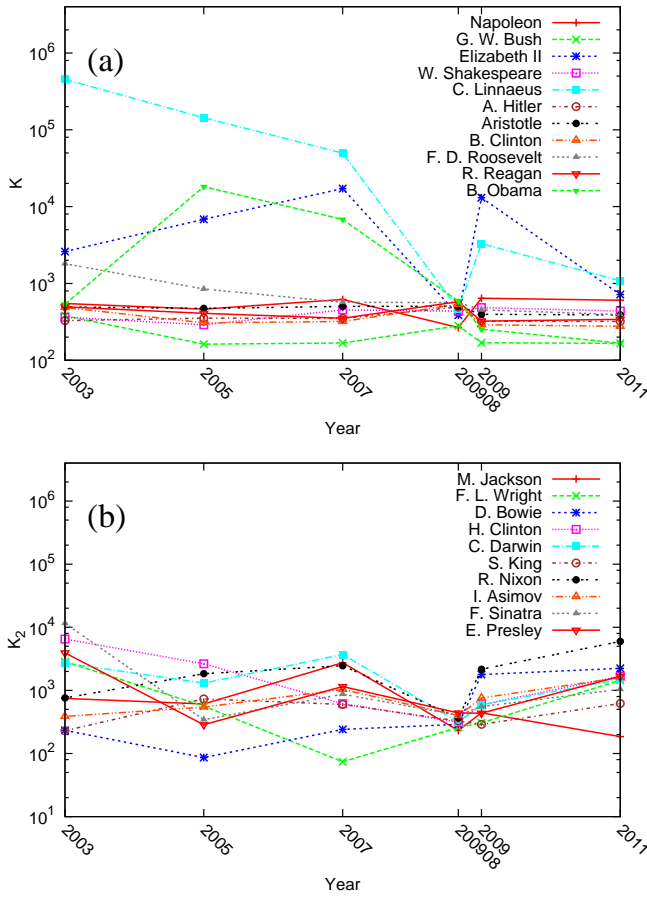 (a)
Napoleon
G. W. Bush
Elizabeth II
W. Shakespeare
C. Linnaeus
A. Hitler
Aristotle
B. Clinton
F. D. Roosevelt
R. Reagan
B. Obama
10^6
10^5
10^4
10^3
10^2
K
2003
2005
2007
200908
2009
2011
Year
(b)
M. Jackson
F. L. Wright
D. Bowie
H. Clinton
C. Darwin
S. King
R. Nixon
I. Asimov
F. Sinatra
E. Presley
10^6
10^5
10^4
10^3
10^2
10^1
K_2
2003
2005
2007
200908
2009
2011
Year